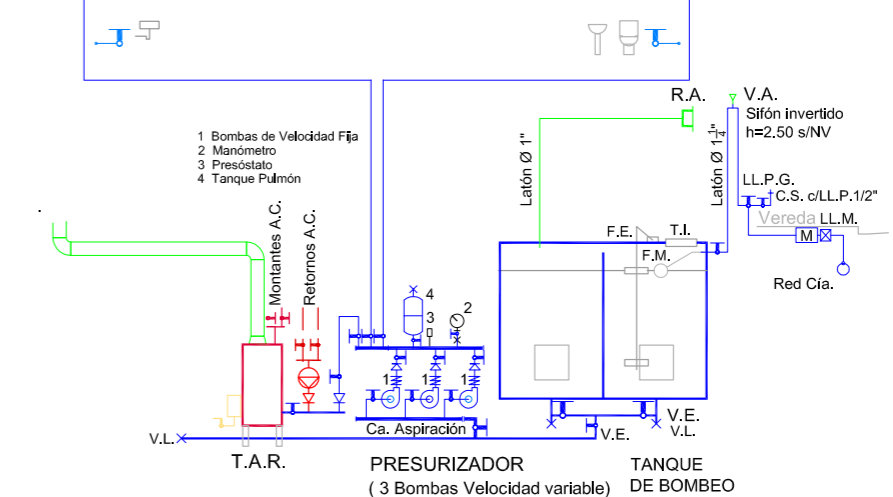 R.A.
V.A.
Sifón invertido
h=2.50 s/NV
1 Bombas de Velocidad Fija
2 Manómetro
3 Presóstato
4 Tanque Pulmón
Latón Ø 1"
Latón Ø 1 1/4"
LL.P.G.
C.S. c/LL.P.1/2"
Vereda LL.M.
M
Red Cía.
Montantes A.C.
Retornos A.C.
F.E.
T.I.
F.M.
4
3
2
1
1
1
Ca. Aspiración
V.L.
V.E.
V.E.
V.L.
T.A.R.
PRESURIZADOR
( 3 Bombas Velocidad variable)
TANQUE
DE BOMBEO